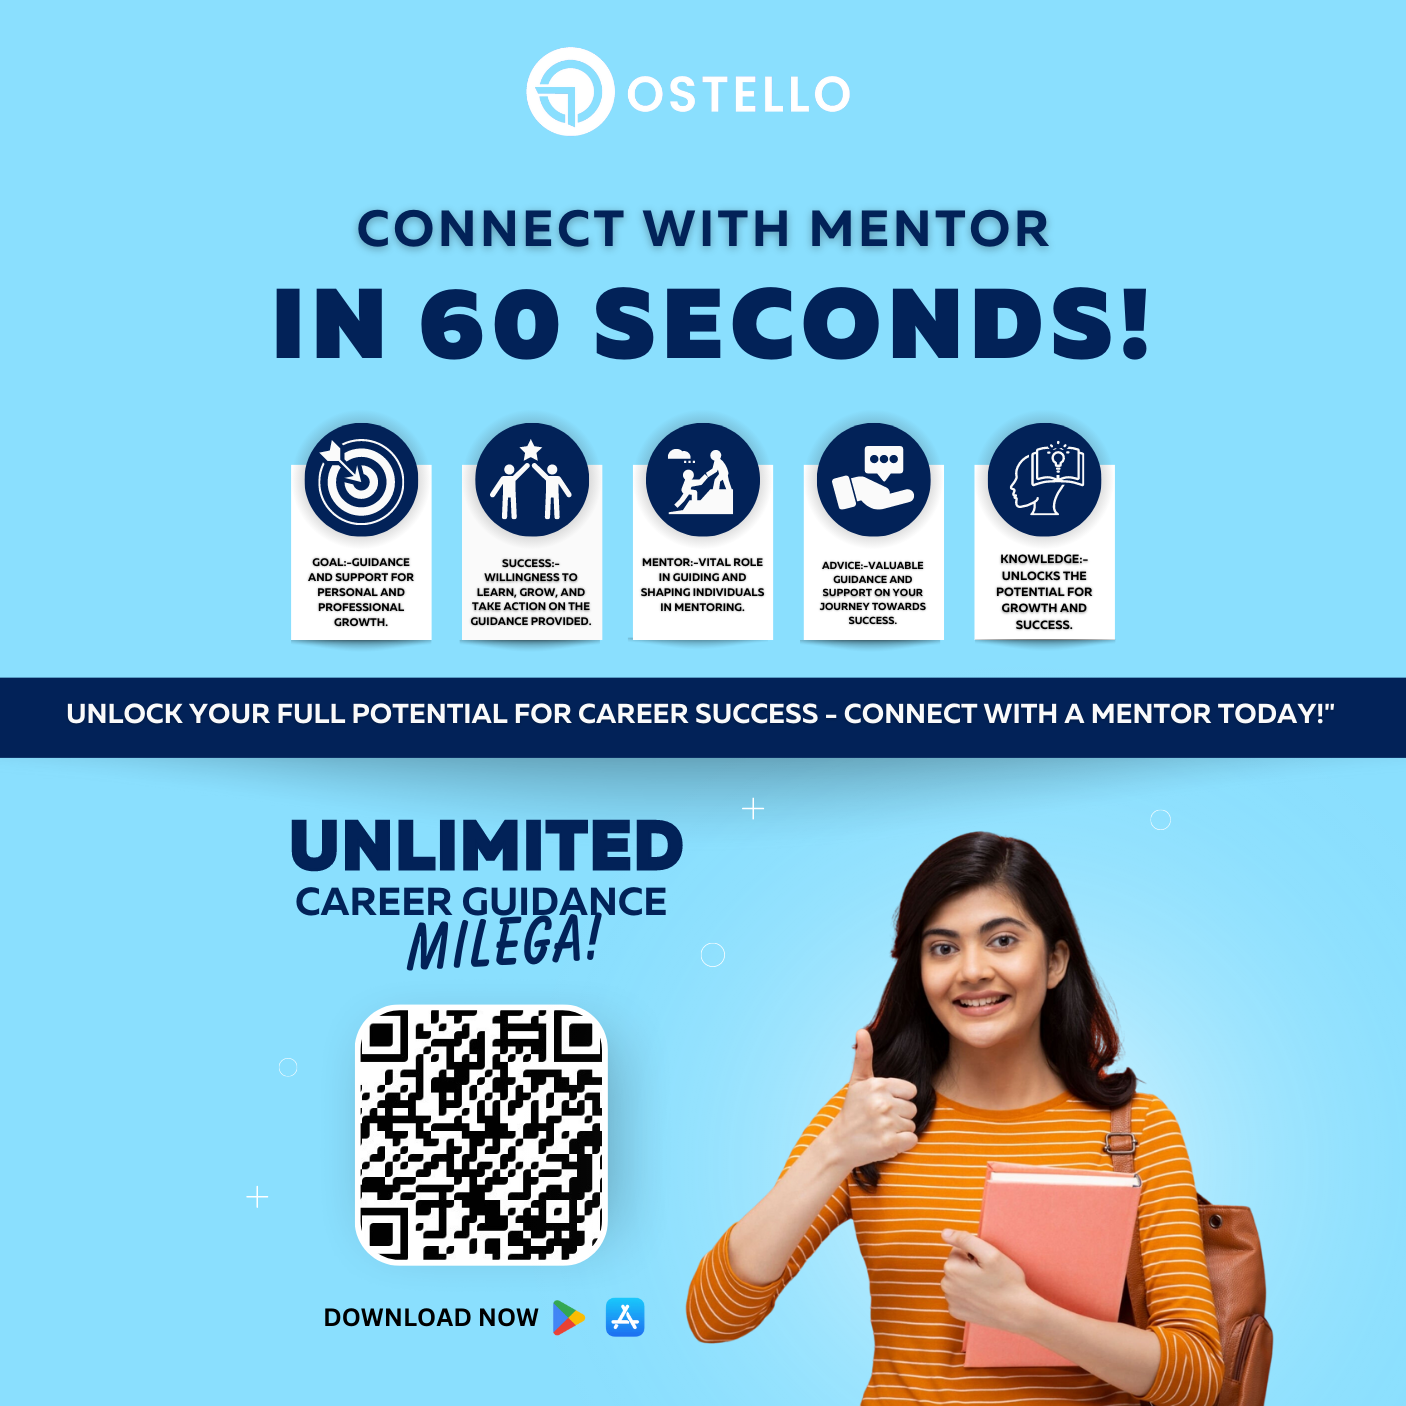 OSTELLO
CONNECT WITH MENTOR
IN 60 SECONDS!
GOAL:-GUIDANCE
AND SUPPORT FOR
PERSONAL AND
PROFESSIONAL
GROWTH.
SUCCESS:-
WILLINGNESS TO
LEARN, GROW, AND
TAKE ACTION ON THE
GUIDANCE PROVIDED.
MENTOR:-VITAL ROLE
IN GUIDING AND
SHAPING INDIVIDUALS
IN MENTORING.
ADVICE:-VALUABLE
GUIDANCE AND
SUPPORT ON YOUR
JOURNEY TOWARDS
SUCCESS.
KNOWLEDGE:-
UNLOCKS THE
POTENTIAL FOR
GROWTH AND
SUCCESS.
UNLOCK YOUR FULL POTENTIAL FOR CAREER SUCCESS - CONNECT WITH A MENTOR TODAY!"
UNLIMITED
CAREER GUIDANCE
MILEGA!
DOWNLOAD NOW